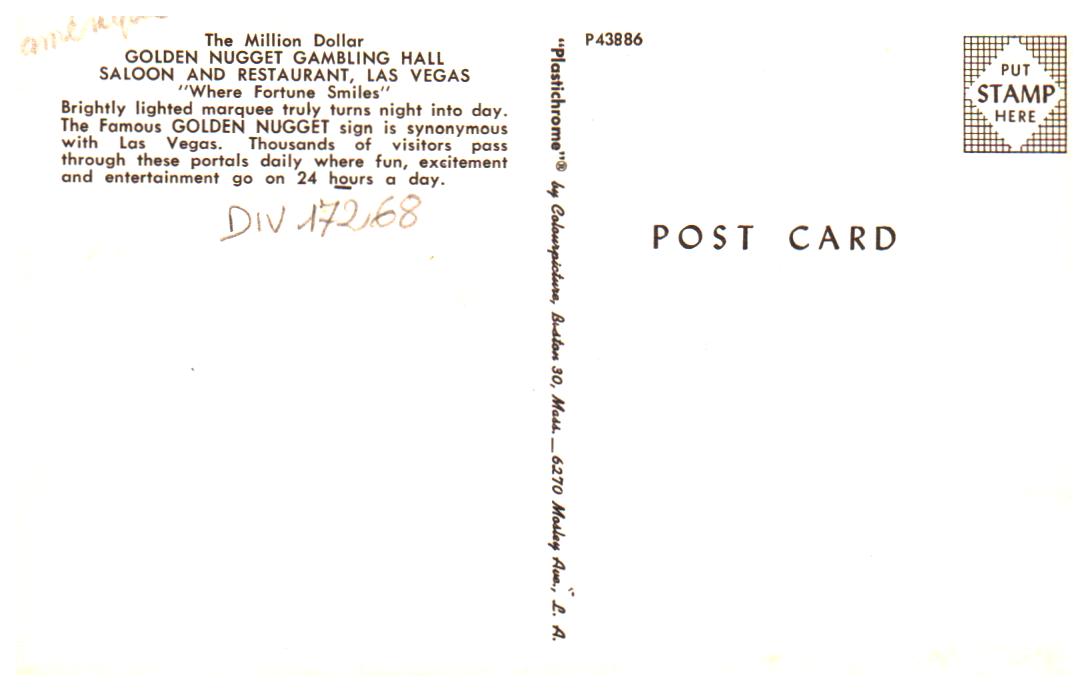 The Million Dollar
GOLDEN NUGGET GAMBLING HALL
SALOON AND RESTAURANT, LAS VEGAS
"Where Fortune Smiles"
Brightly lighted marquee truly turns night into day.
The Famous GOLDEN NUGGET sign is synonymous
with Las Vegas. Thousands of visitors pass
through these portals daily where fun, excitement
and entertainment go on 24 hours a day.
DIV 17268
"Plastichrome"® by Colourpicture, Boston 30, Mass. — 6270 Mosley Ave., L. A.
P43886
PUT
STAMP
HERE
POST CARD